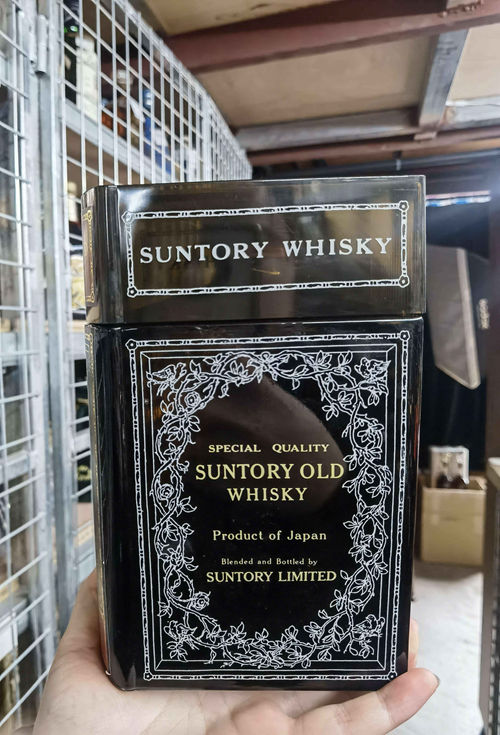 SUNTORY WHISKY
SPECIAL QUALITY
SUNTORY OLD
WHISKY
Product of Japan
Blended and Bottled by
SUNTORY LIMITED